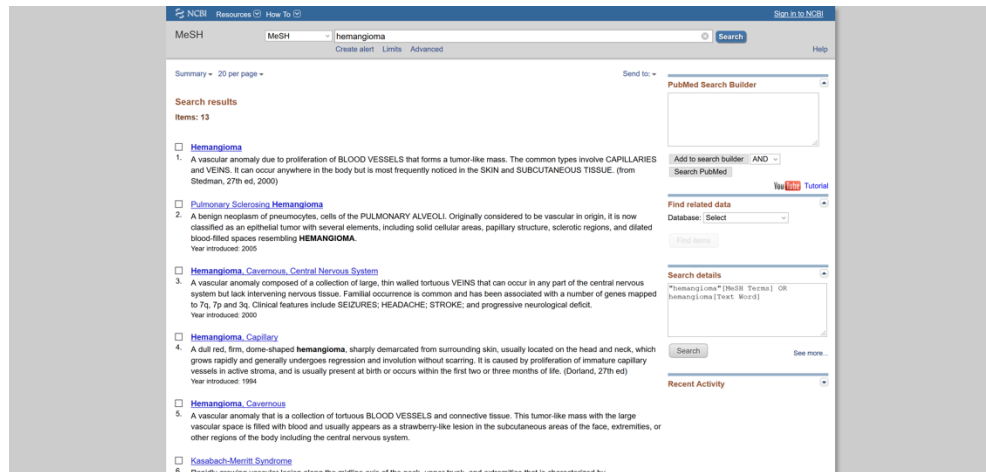 NCBI Resources How To Sign in to NCBI
MeSH MeSH hemangioma Search
Create alert Limits Advanced Help
Summary 20 per page Send to:
Search results
Items: 13
Hemangioma
1. A vascular anomaly due to proliferation of BLOOD VESSELS that forms a tumor-like mass. The common types involve CAPILLARIES
and VEINS. It can occur anywhere in the body but is most frequently noticed in the SKIN and SUBCUTANEOUS TISSUE. (from
Stedman, 27th ed, 2000)
Pulmonary Sclerosing Hemangioma
2. A benign neoplasm of pneumocytes, cells of the PULMONARY ALVEOLI. Originally considered to be vascular in origin, it is now
classified as an epithelial tumor with several elements, including solid cellular areas, papillary structure, sclerotic regions, and dilated
blood-filled spaces resembling HEMANGIOMA.
Year introduced: 2005
Hemangioma, Cavernous, Central Nervous System
3. A vascular anomaly composed of a collection of large, thin walled tortuous VEINS that can occur in any part of the central nervous
system but lack intervening nervous tissue. Familial occurrence is common and has been associated with a number of genes mapped
to 7q, 7p and 3q. Clinical features include SEIZURES; HEADACHE; STROKE; and progressive neurological deficit.
Year introduced: 2000
Hemangioma, Capillary
4. A dull red, firm, dome-shaped hemangioma, sharply demarcated from surrounding skin, usually located on the head and neck, which
grows rapidly and generally undergoes regression and involution without scarring. It is caused by proliferation of immature capillary
vessels in active stroma, and is usually present at birth or occurs within the first two or three months of life. (Dorland, 27th ed)
Year introduced: 1994
Hemangioma, Cavernous
5. A vascular anomaly that is a collection of tortuous BLOOD VESSELS and connective tissue. This tumor-like mass with the large
vascular space is filled with blood and usually appears as a strawberry-like lesion in the subcutaneous areas of the face, extremities, or
other regions of the body including the central nervous system.
Kasabach-Merritt Syndrome
PubMed Search Builder
Add to search builder AND
Search PubMed
YouTube Tutorial
Find related data
Database: Select
Find items
Search details
"hemangioma"[MeSH Terms] OR
hemangioma[Text Word]
Search See more...
Recent Activity